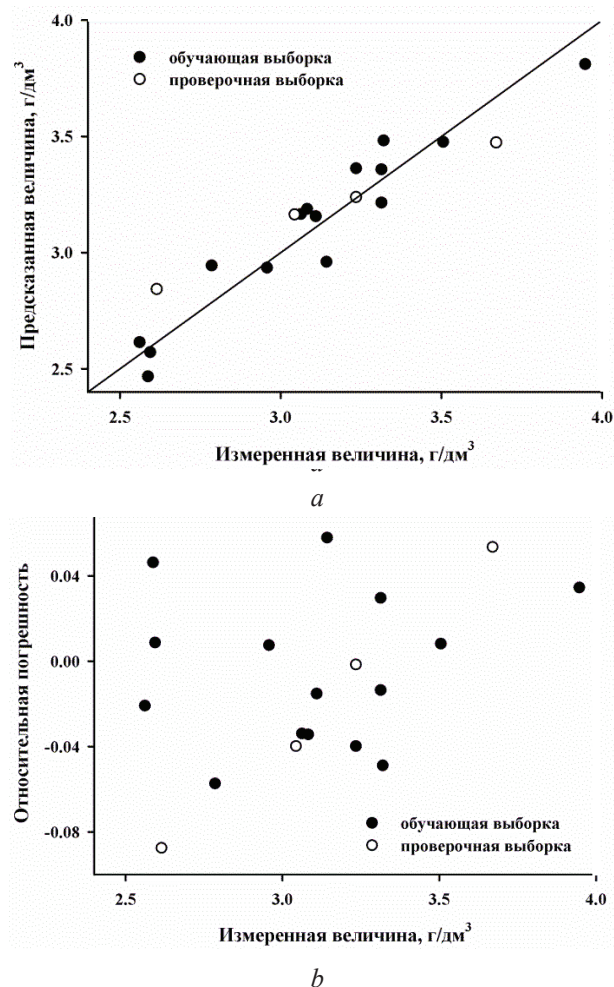 4.0
обучающая выборка
проверочная выборка
3.5
3.0
2.5
Предсказанная величина, г/дм³
2.5 3.0 3.5 4.0
Измеренная величина, г/дм³
a
0.04
0.00
-0.04
-0.08
Относительная погрешность
обучающая выборка
проверочная выборка
2.5 3.0 3.5 4.0
Измеренная величина, г/дм³
b